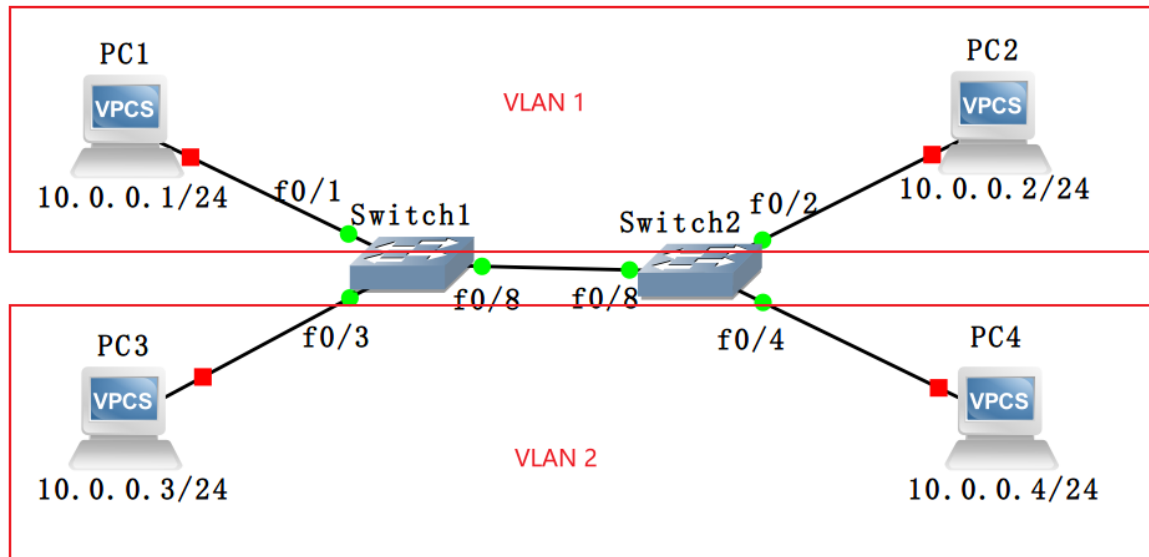 PC1
PC2
VPCS
VLAN 1
VPCS
10.0.0.1/24
f0/1
10.0.0.2/24
Switch1
Switch2
f0/2
f0/8
f0/8
PC3
f0/3
f0/4
PC4
VPCS
VPCS
10.0.0.3/24
VLAN 2
10.0.0.4/24